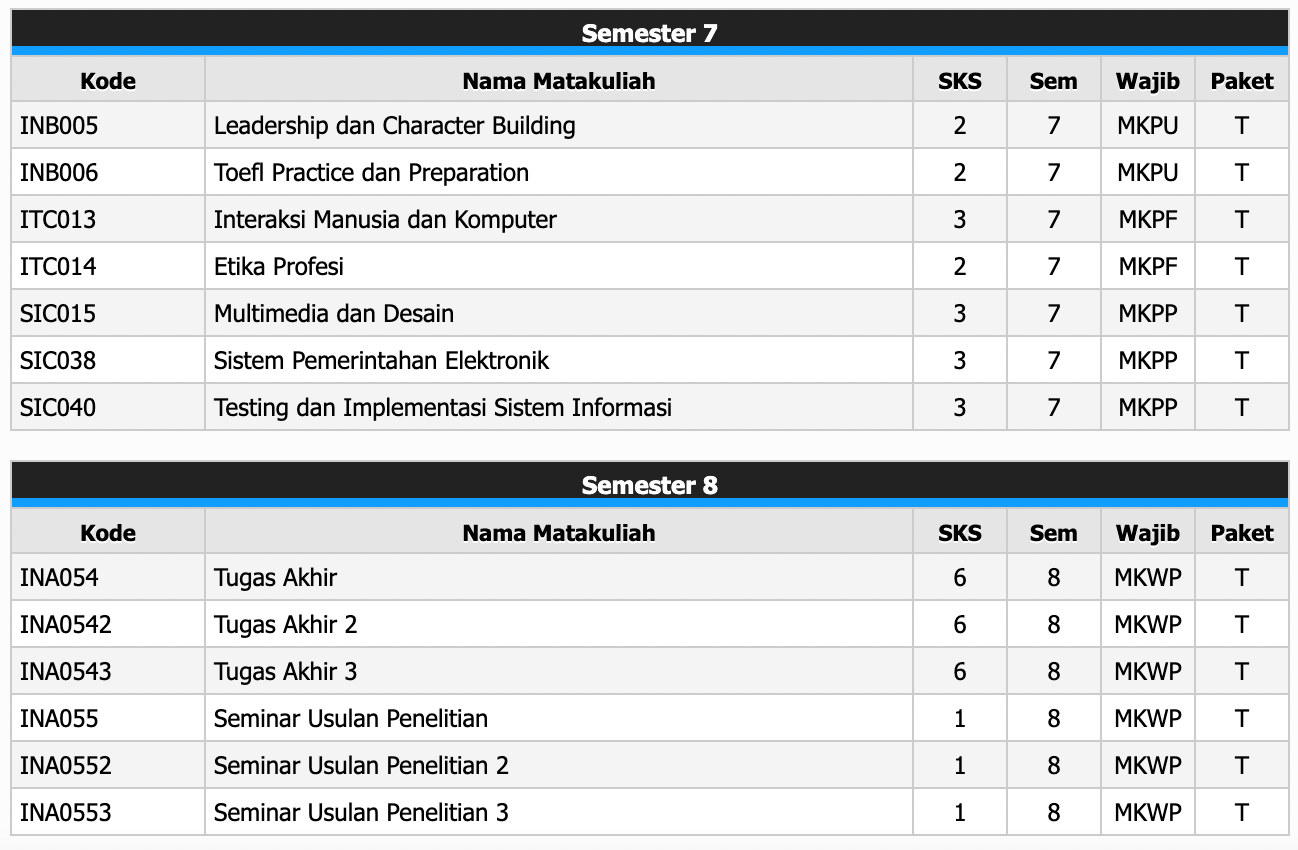 Semester 7
Kode Nama Matakuliah SKS Sem Wajib Paket
INB005 Leadership dan Character Building 2 7 MKPU T
INB006 Toefl Practice dan Preparation 2 7 MKPU T
ITC013 Interaksi Manusia dan Komputer 3 7 MKPF T
ITC014 Etika Profesi 2 7 MKPF T
SIC015 Multimedia dan Desain 3 7 MKPP T
SIC038 Sistem Pemerintahan Elektronik 3 7 MKPP T
SIC040 Testing dan Implementasi Sistem Informasi 3 7 MKPP T
Semester 8
Kode Nama Matakuliah SKS Sem Wajib Paket
INA054 Tugas Akhir 6 8 MKWP T
INA0542 Tugas Akhir 2 6 8 MKWP T
INA0543 Tugas Akhir 3 6 8 MKWP T
INA055 Seminar Usulan Penelitian 1 8 MKWP T
INA0552 Seminar Usulan Penelitian 2 1 8 MKWP T
INA0553 Seminar Usulan Penelitian 3 1 8 MKWP T